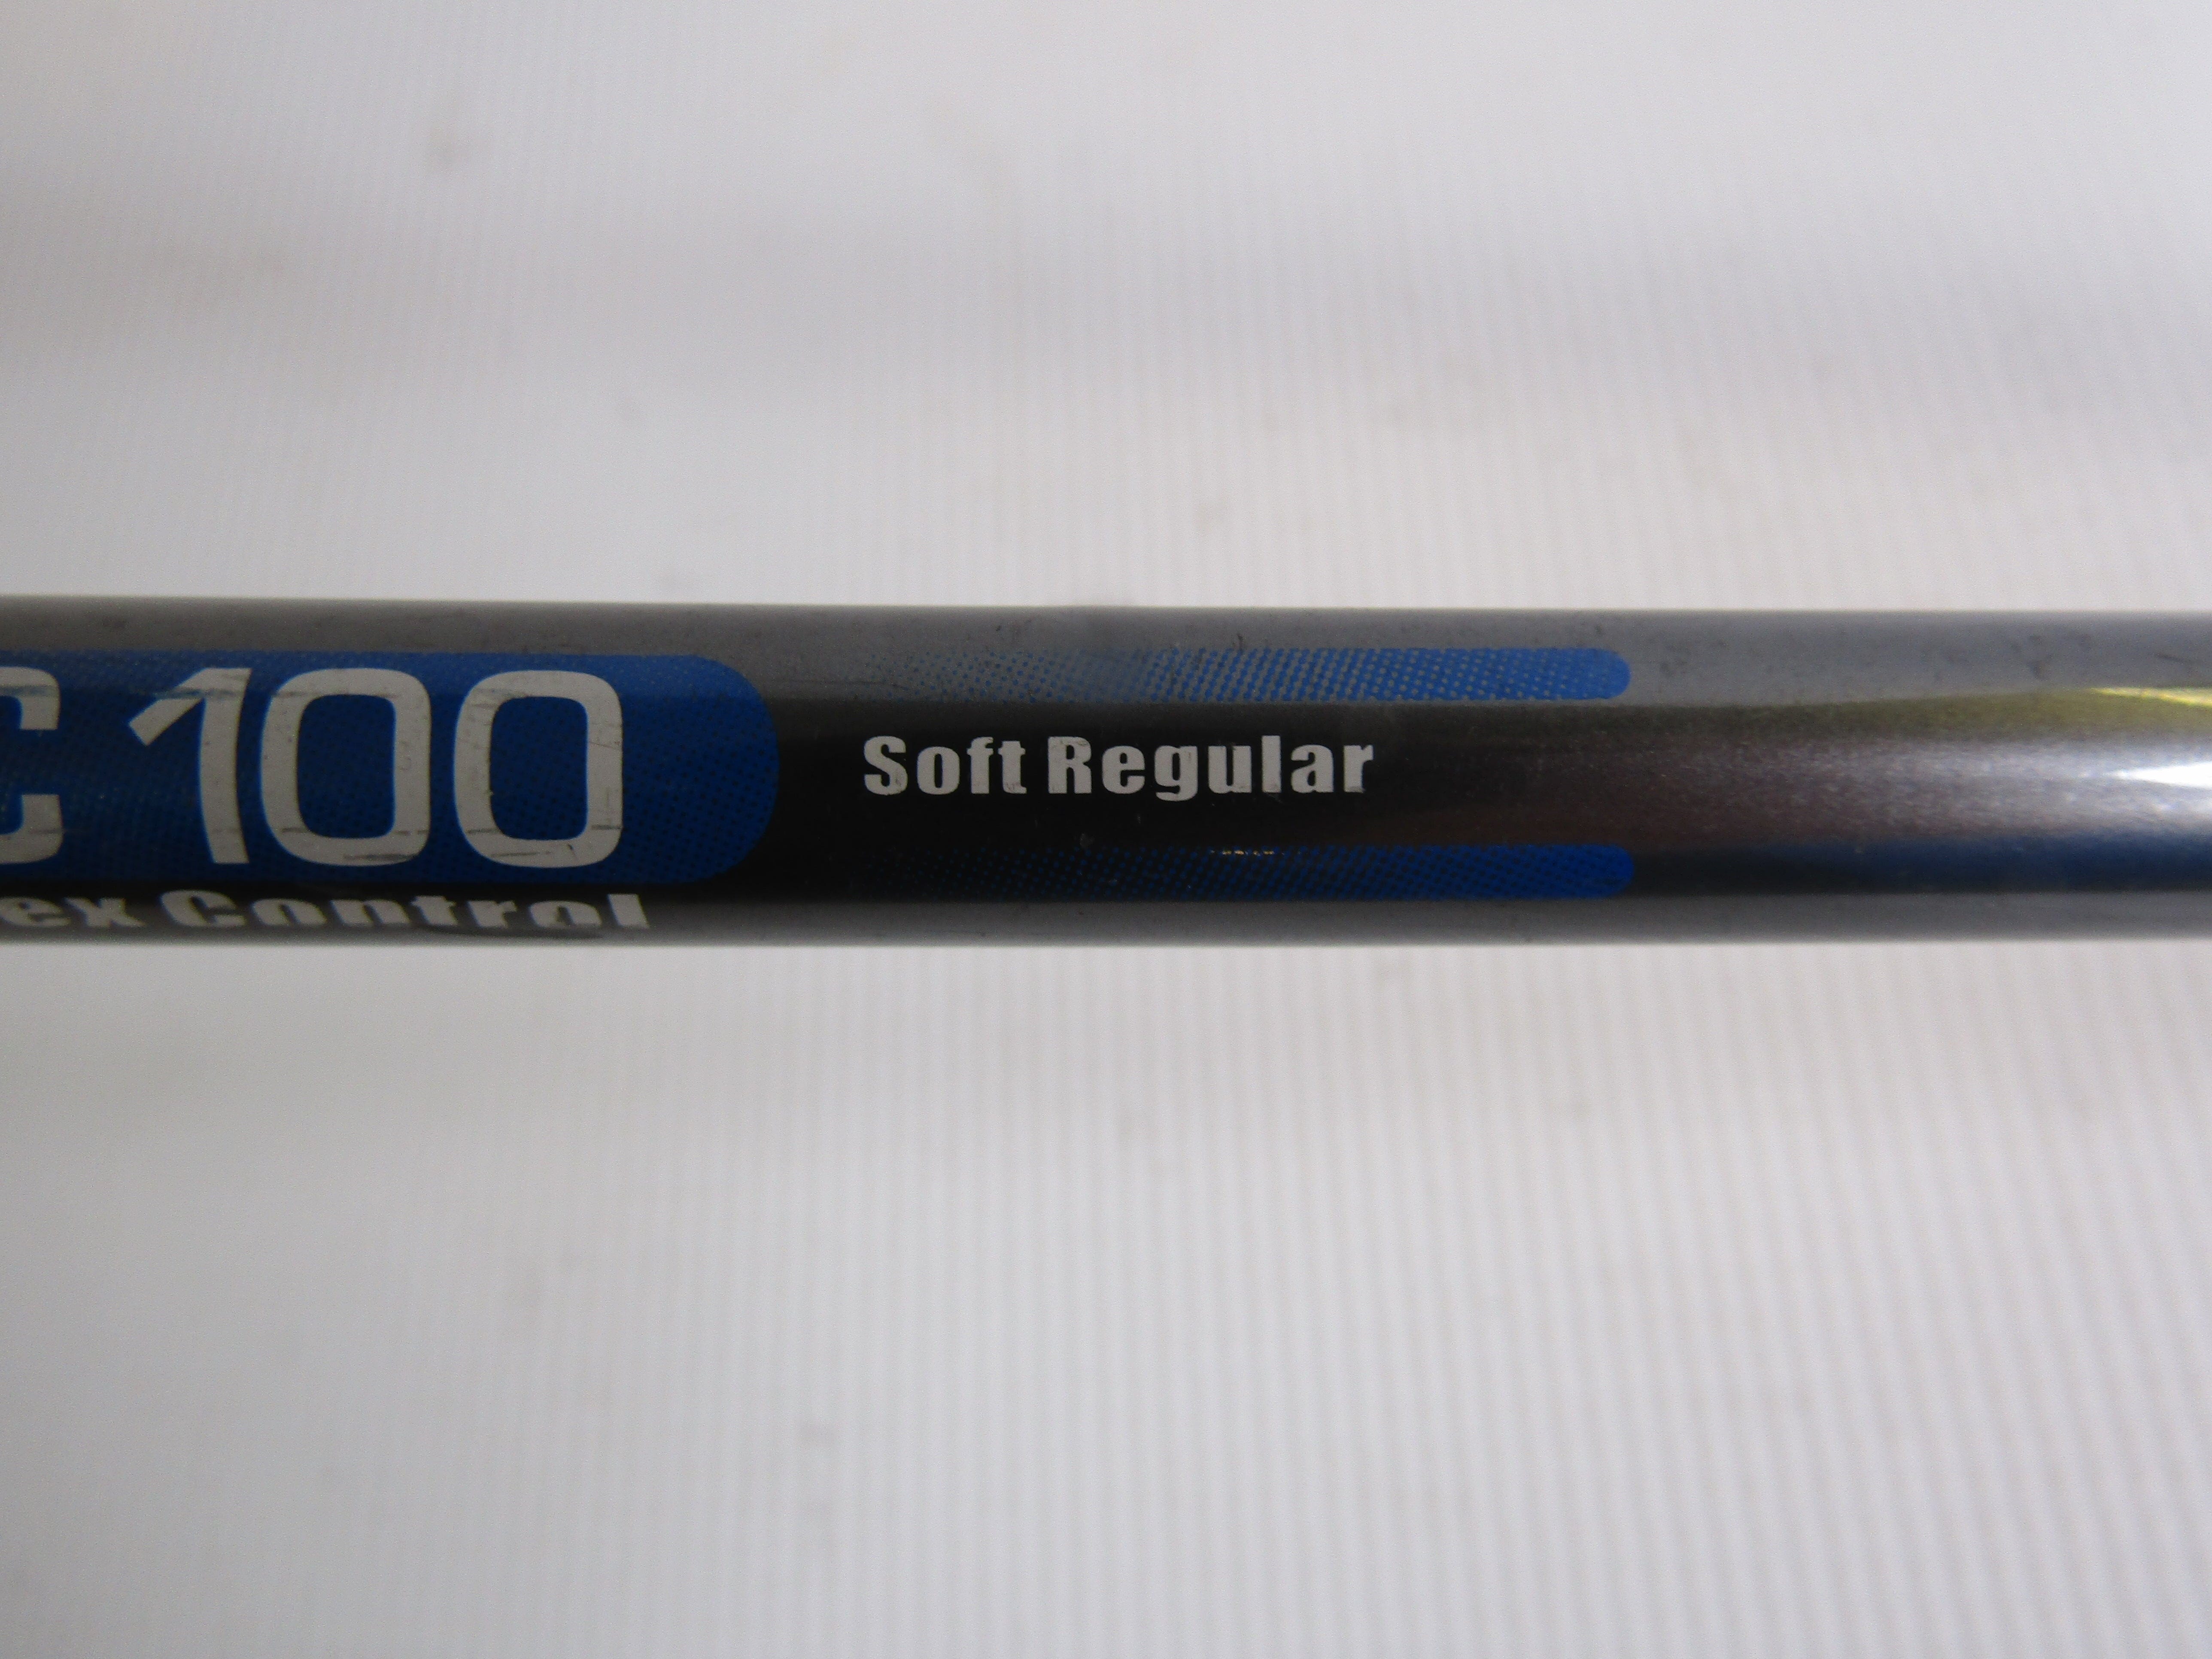 C 100
ex Control
Soft Regular